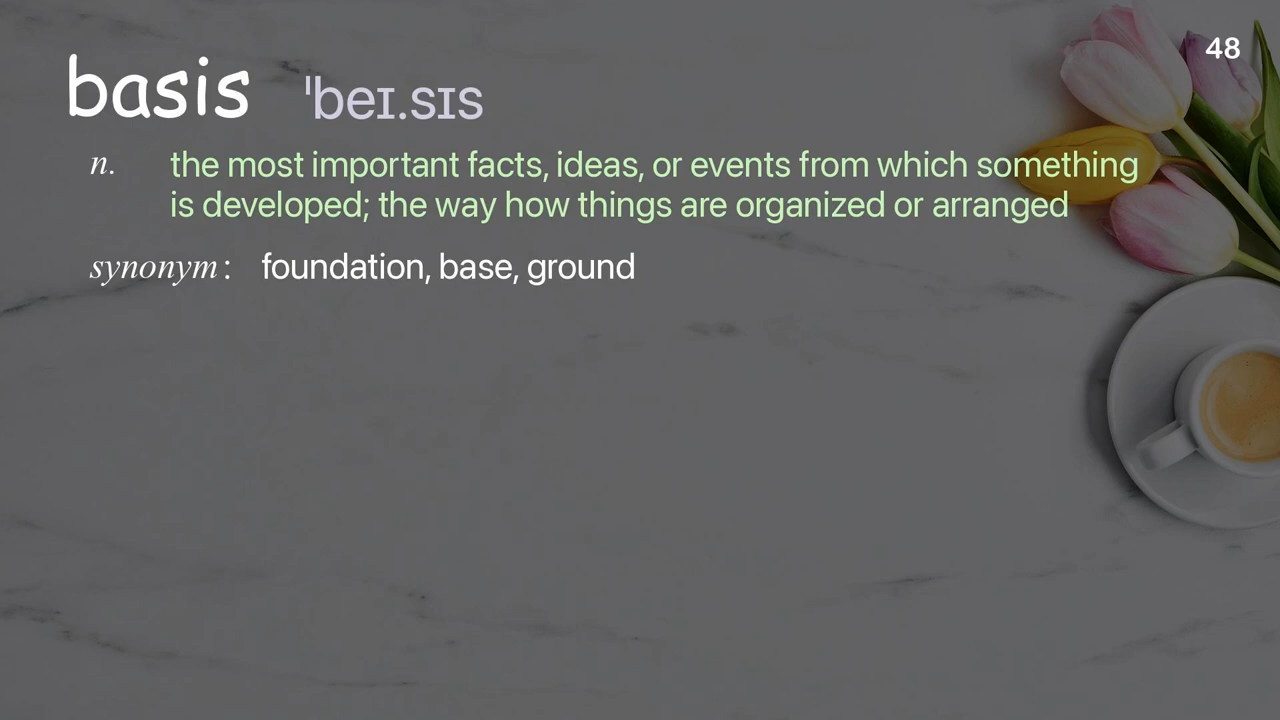 48
basis ˈbeɪ.sɪs
n. the most important facts, ideas, or events from which something
is developed; the way how things are organized or arranged
synonym: foundation, base, ground